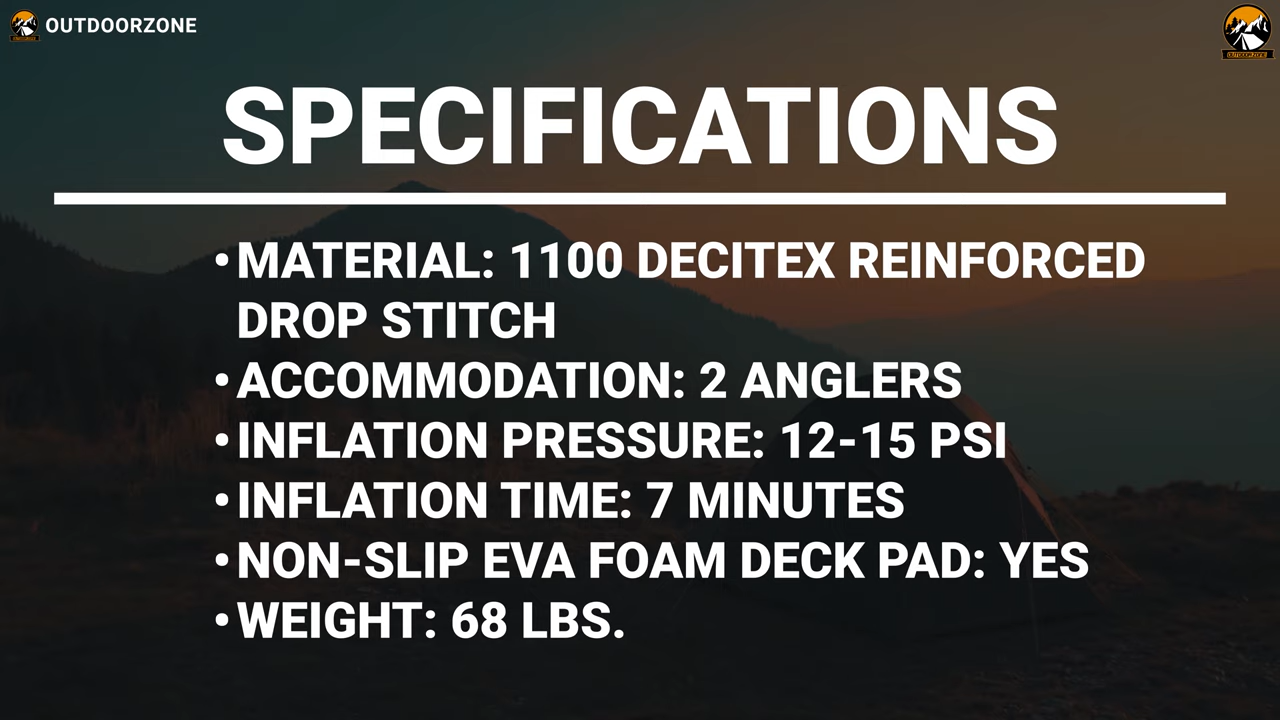 OUTDOORZONE
OUTDOORZONE
SPECIFICATIONS
• MATERIAL: 1100 DECITEX REINFORCED
DROP STITCH
• ACCOMMODATION: 2 ANGLERS
• INFLATION PRESSURE: 12-15 PSI
• INFLATION TIME: 7 MINUTES
• NON-SLIP EVA FOAM DECK PAD: YES
• WEIGHT: 68 LBS.